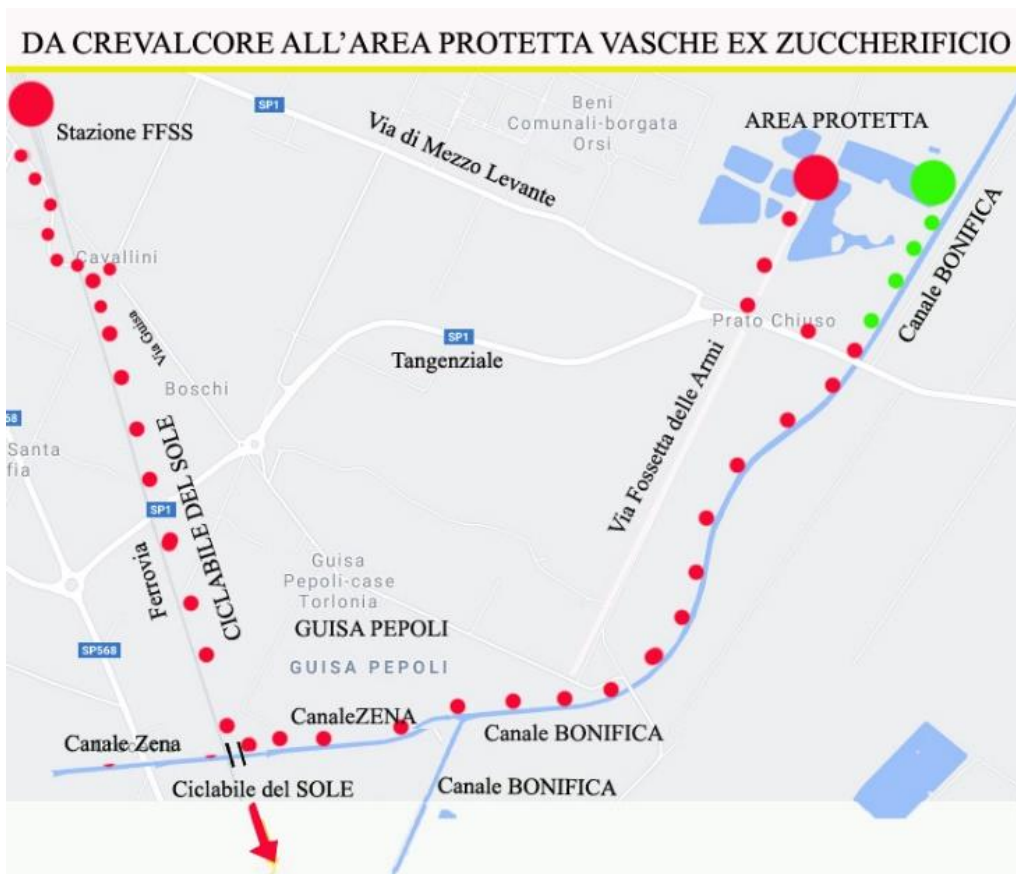 DA CREVALCORE ALL'AREA PROTETTA VASCHE EX ZUCCHERIFICIO
Stazione FFSS
SP1
Via di Mezzo Levante
Beni
Comunali-borgata
Orsi
AREA PROTETTA
Canale BONIFICA
Cavallini
Via Guisa
Boschi
SP1
Tangenziale
Prato Chiuso
Via Fossetta delle Armi
68
Santa
fia
SP1
Ferrovia
CICLABILE DEL SOLE
Guisa
Pepoli-case
Torlonia
GUISA PEPOLI
GUISA PEPOLI
SP568
Canale Zena
CanaleZENA
Canale BONIFICA
Ciclabile del SOLE
Canale BONIFICA